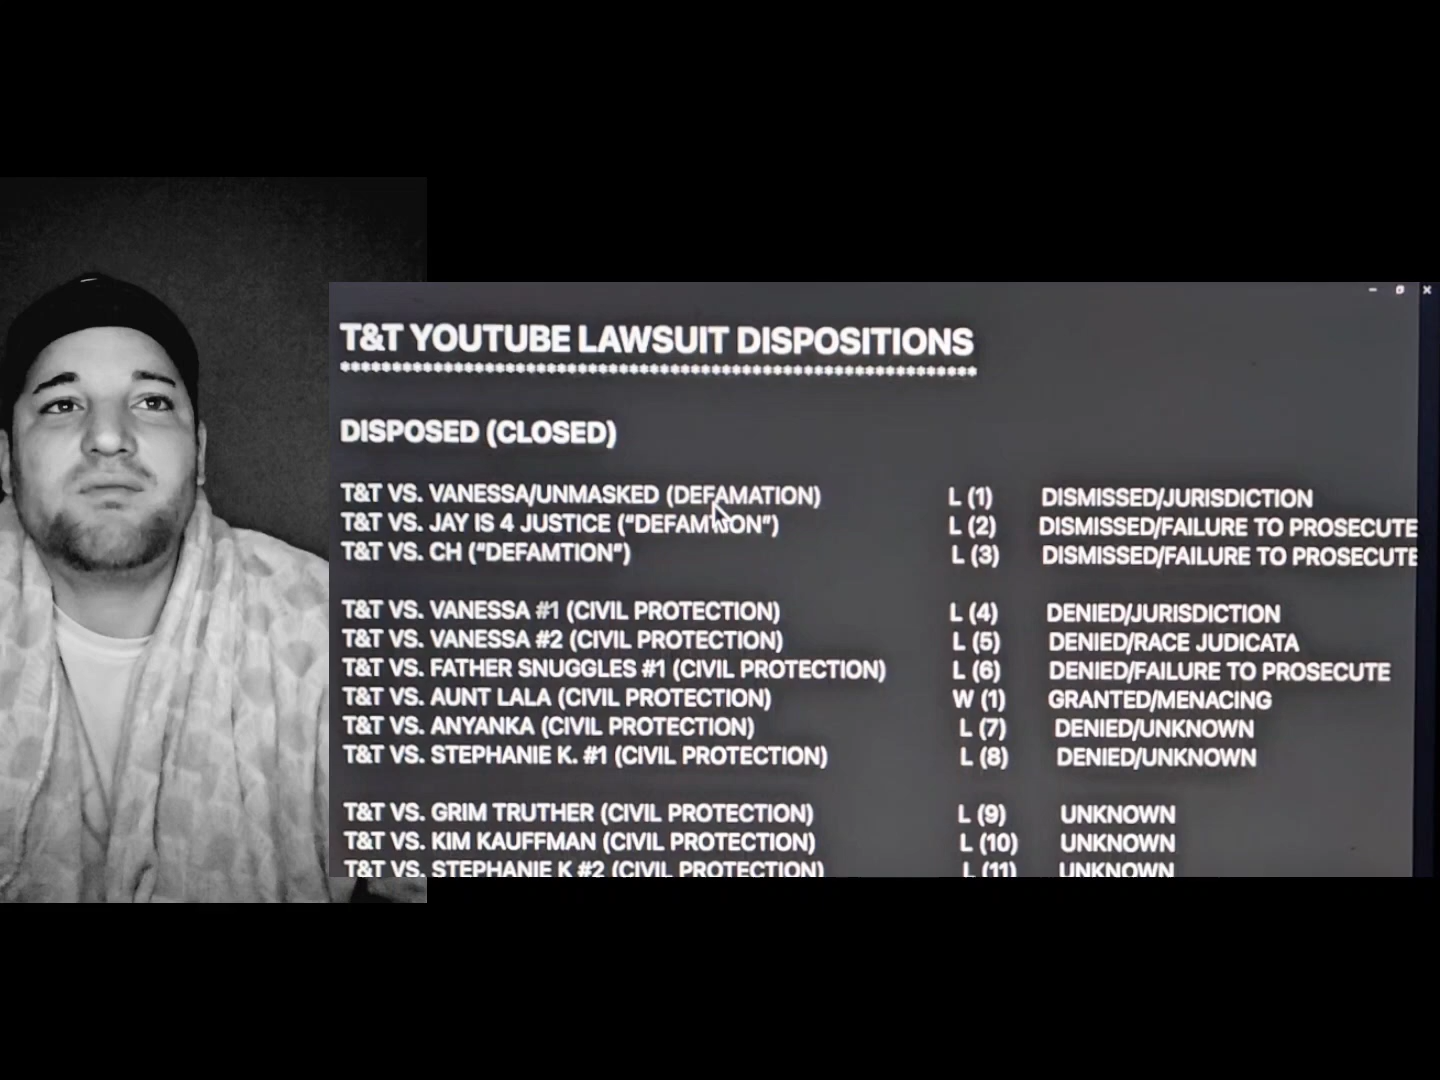 T&T YOUTUBE LAWSUIT DISPOSITIONS
****************************************************************
DISPOSED (CLOSED)
T&T VS. VANESSA/UNMASKED (DEFAMATION) L (1) DISMISSED/JURISDICTION
T&T VS. JAY IS 4 JUSTICE ("DEFAMTION") L (2) DISMISSED/FAILURE TO PROSECUTE
T&T VS. CH ("DEFAMTION") L (3) DISMISSED/FAILURE TO PROSECUTE
T&T VS. VANESSA #1 (CIVIL PROTECTION) L (4) DENIED/JURISDICTION
T&T VS. VANESSA #2 (CIVIL PROTECTION) L (5) DENIED/RACE JUDICATA
T&T VS. FATHER SNUGGLES #1 (CIVIL PROTECTION) L (6) DENIED/FAILURE TO PROSECUTE
T&T VS. AUNT LALA (CIVIL PROTECTION) W (1) GRANTED/MENACING
T&T VS. ANYANKA (CIVIL PROTECTION) L (7) DENIED/UNKNOWN
T&T VS. STEPHANIE K. #1 (CIVIL PROTECTION) L (8) DENIED/UNKNOWN
T&T VS. GRIM TRUTHER (CIVIL PROTECTION) L (9) UNKNOWN
T&T VS. KIM KAUFFMAN (CIVIL PROTECTION) L (10) UNKNOWN
T&T VS. STEPHANIE K #2 (CIVIL PROTECTION) L (11) UNKNOWN